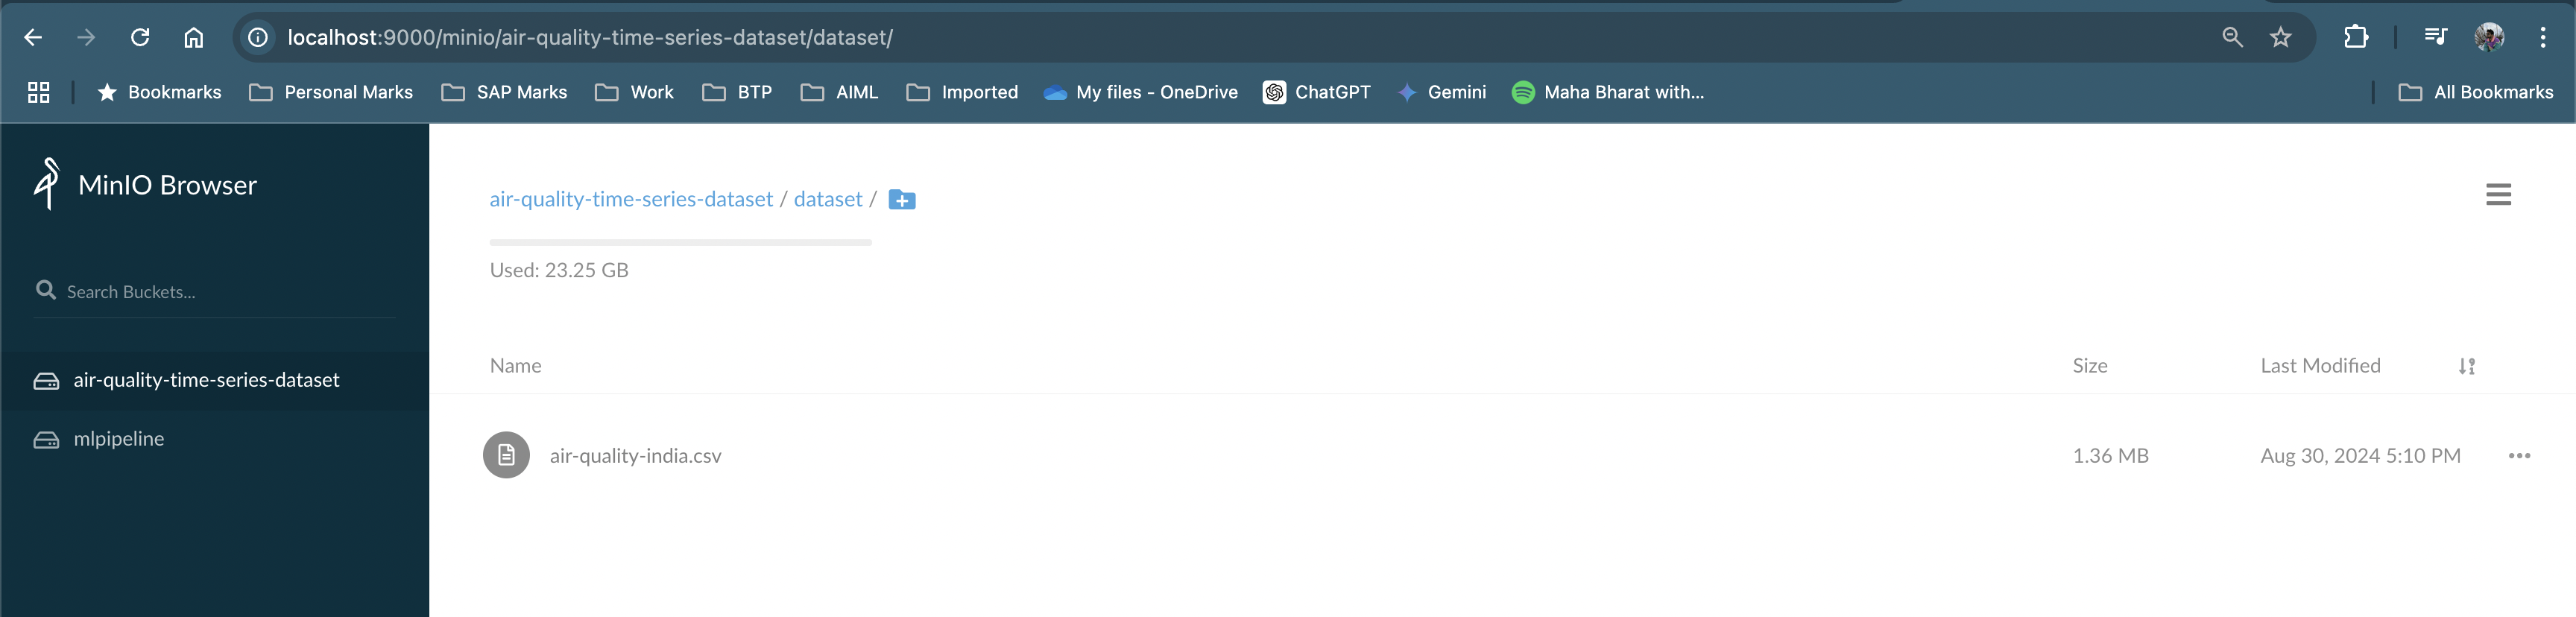 localhost:9000/minio/air-quality-time-series-dataset/dataset/
Bookmarks Personal Marks SAP Marks Work BTP AIML Imported My files - OneDrive ChatGPT Gemini Maha Bharat with... All Bookmarks
MinIO Browser
Search Buckets...
air-quality-time-series-dataset
mlpipeline
air-quality-time-series-dataset / dataset /
Used: 23.25 GB
Name Size Last Modified
air-quality-india.csv 1.36 MB Aug 30, 2024 5:10 PM